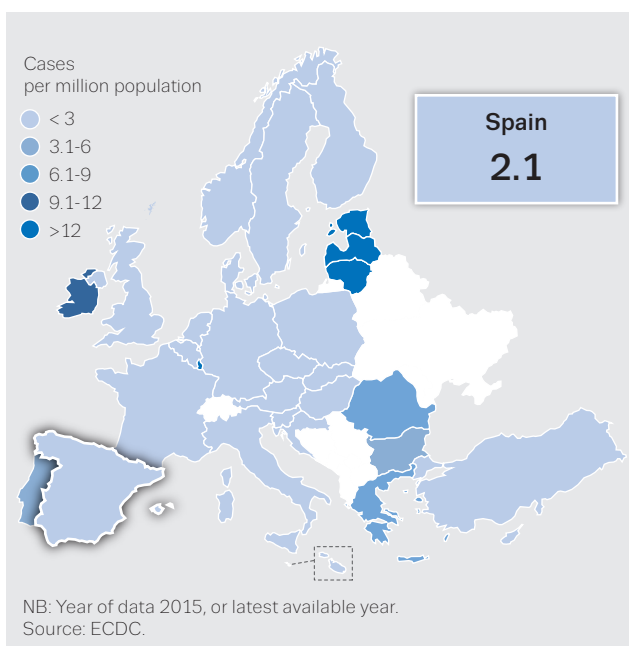 Cases
per million population
< 3
3.1-6
6.1-9
9.1-12
>12
Spain
2.1
NB: Year of data 2015, or latest available year.
Source: ECDC.